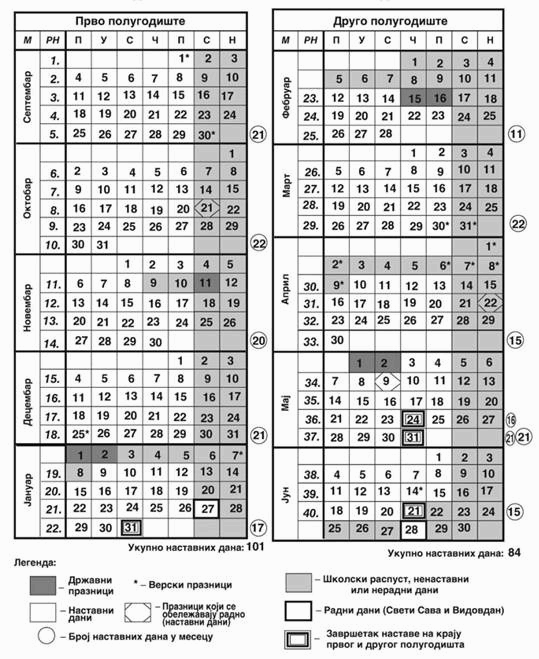 Прво полугодиште
М РН П У С Ч П С Н
Септембар
1. 1* 2 3
2. 4 5 6 7 8 9 10
3. 11 12 13 14 15 16 17
4. 18 19 20 21 22 23 24
5. 25 26 27 28 29 30* 21
Октобар
1
6. 2 3 4 5 6 7 8
7. 9 10 11 12 13 14 15
8. 16 17 18 19 20 21 22
9. 23 24 25 26 27 28 29
10. 30 31 22
Новембар
1 2 3 4 5
11. 6 7 8 9 10 11 12
12. 13 14 15 16 17 18 19
13. 20 21 22 23 24 25 26
14. 27 28 29 30 20
Децембар
1 2 3
15. 4 5 6 7 8 9 10
16. 11 12 13 14 15 16 17
17. 18 19 20 21 22 23 24
18. 25* 26 27 28 29 30 31 21
Јануар
1 2 3 4 5 6 7*
19. 8 9 10 11 12 13 14
20. 15 16 17 18 19 20 21
21. 22 23 24 25 26 27 28
22. 29 30 31 17
Укупно наставних дана: 101
Друго полугодиште
М РН П У С Ч П С Н
Фебруар
1 2 3 4
5 6 7 8 9 10 11
23. 12 13 14 15 16 17 18
24. 19 20 21 22 23 24 25
25. 26 27 28 11
Март
1 2 3 4
26. 5 6 7 8 9 10 11
27. 12 13 14 15 16 17 18
28. 19 20 21 22 23 24 25
29. 26 27 28 29 30* 31* 22
Април
1*
2* 3 4 5 6* 7* 8*
30. 9* 10 11 12 13 14 15
31. 16 17 18 19 20 21 22
32. 23 24 25 26 27 28 29
33. 30 15
Мај
1 2 3 4 5 6
34. 7 8 9 10 11 12 13
35. 14 15 16 17 18 19 20
36. 21 22 23 24 25 26 27 16
37. 28 29 30 31 21 21
Јун
1 2 3
38. 4 5 6 7 8 9 10
39. 11 12 13 14* 15 16 17
40. 18 19 20 21 22 23 24 15
25 26 27 28 29 30
Укупно наставних дана: 84
Легенда:
– Државни празници
* – Верски празници
– Школски распуст, ненаставни или нерадни дани
– Наставни дани
– Празници који се обележавају радно (наставни дани)
– Радни дани (Свети Сава и Видовдан)
– Број наставних дана у месецу
– Завршетак наставе на крају првог и другог полугодишта